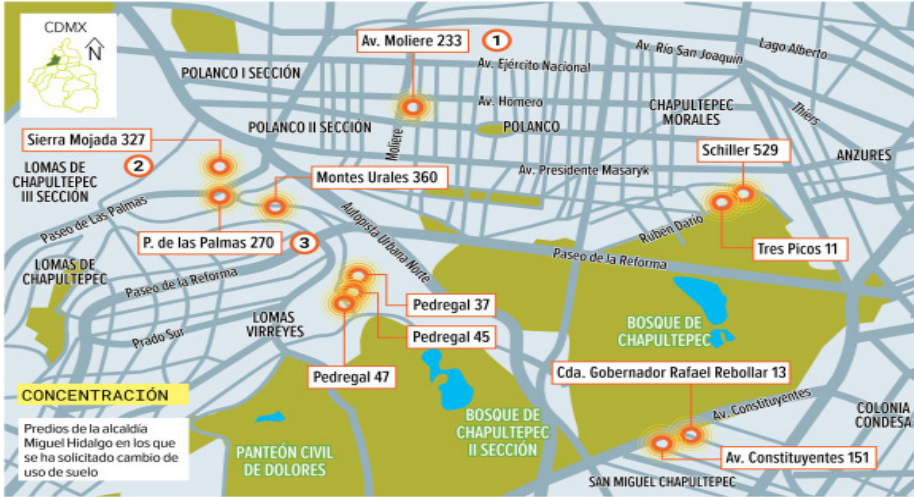 CDMX
N
Av. Moliere 233
1
Av. Río San Joaquín
Lago Alberto
Av. Ejército Nacional
POLANCO I SECCIÓN
Av. Homero
CHAPULTEPEC
MORALES
Thiers
POLANCO II SECCIÓN
Moliére
POLANCO
Sierra Mojada 327
2
Schiller 529
ANZURES
LOMAS DE
CHAPULTEPEC
III SECCIÓN
Montes Urales 360
Av. Presidente Masaryk
Paseo de Las Palmas
Autopista Urbana Norte
Ruben Darío
P. de las Palmas 270
3
Tres Picos 11
Paseo de la Reforma
LOMAS DE
CHAPULTEPEC
Paseo de la Reforma
Pedregal 37
Prado Sur
LOMAS
VIRREYES
Pedregal 45
BOSQUE DE
CHAPULTEPEC
Pedregal 47
Cda. Gobernador Rafael Rebollar 13
CONCENTRACIÓN
Predios de la alcaldía
Miguel Hidalgo en los que
se ha solicitado cambio de
uso de suelo
Av. Constituyentes
COLONIA
CONDESA
BOSQUE DE
CHAPULTEPEC
II SECCIÓN
PANTEÓN CIVIL
DE DOLORES
Av. Constituyentes 151
SAN MIGUEL CHAPULTEPEC